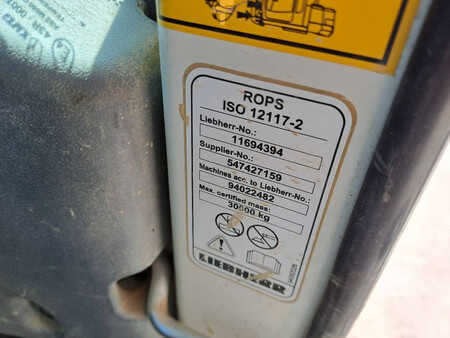 ROPS
ISO 12117-2
Liebherr-No.:
11694394
Supplier-No.:
547427159
Machines acc. to Liebherr-No.:
94022482
Max. certified mass:
30600 kg
LIEBHERR